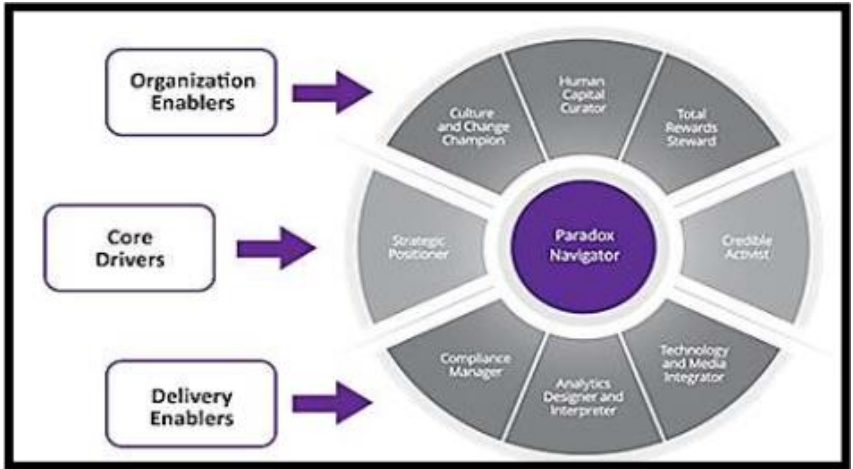 Organization
Enablers
Culture
and Change
Champion
Human
Capital
Curator
Total
Rewards
Steward
Core
Drivers
Strategic
Positioner
Paradox
Navigator
Credible
Activist
Delivery
Enablers
Compliance
Manager
Analytics
Designer and
Interpreter
Technology
and Media
Integrator